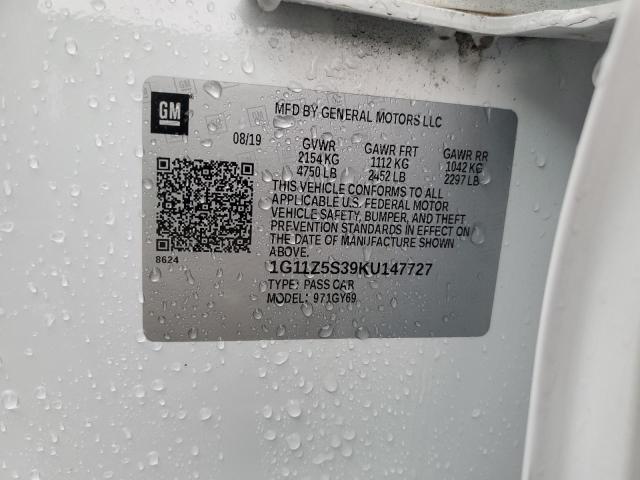 GM
MFD BY GENERAL MOTORS LLC
08/19 GVWR GAWR FRT GAWR RR
2154 KG 1112 KG 1042 KG
4750 LB 2452 LB 2297 LB
THIS VEHICLE CONFORMS TO ALL
APPLICABLE U.S. FEDERAL MOTOR
VEHICLE SAFETY, BUMPER, AND THEFT
PREVENTION STANDARDS IN EFFECT ON
THE DATE OF MANUFACTURE SHOWN
ABOVE.
8624
1G11Z5S39KU147727
TYPE: PASS CAR
MODEL: 971GY69